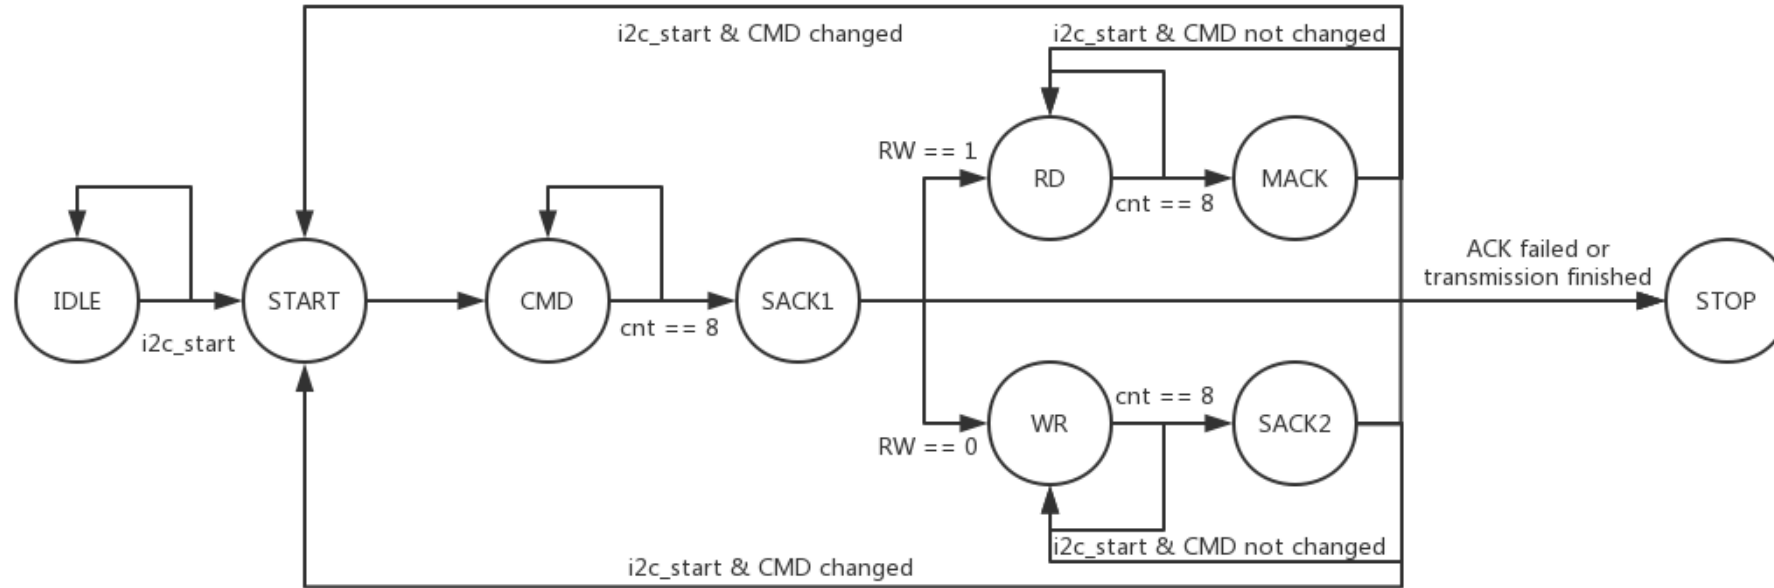 i2c_start & CMD changed
i2c_start & CMD not changed
RW == 1
RD
MACK
cnt == 8
IDLE
START
CMD
SACK1
i2c_start
cnt == 8
ACK failed or
transmission finished
STOP
cnt == 8
WR
SACK2
RW == 0
i2c_start & CMD not changed
i2c_start & CMD changed